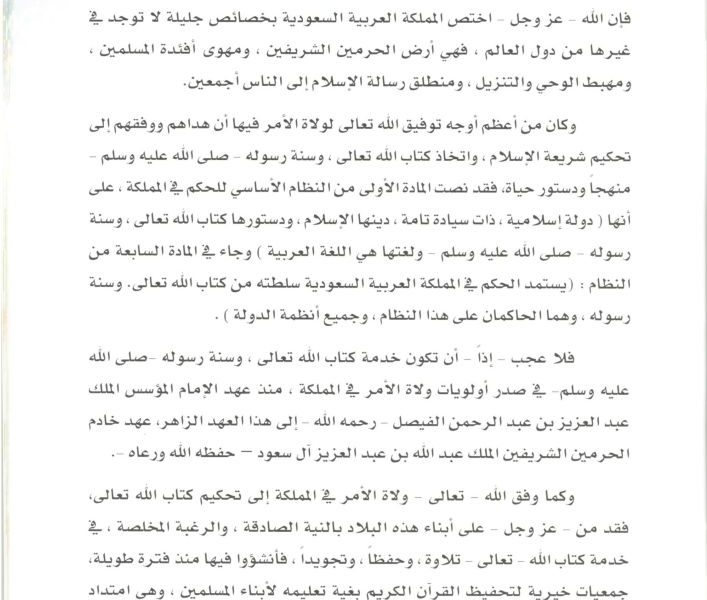 فإن الله - عز وجل - اختص المملكة العربية السعودية بخصائص جليلة لا توجد في
غيرها من دول العالم ، فهي أرض الحرمين الشريفين ، ومهوى أفئدة المسلمين ،
ومهبط الوحي والتنزيل ، ومنطلق رسالة الإسلام إلى الناس أجمعين.
وكان من أعظم أوجه توفيق الله تعالى لولاة الأمر فيها أن هداهم ووفقهم إلى
تحكيم شريعة الإسلام ، واتخاذ كتاب الله تعالى ، وسنة رسوله - صلى الله عليه وسلم -
منهجاً ودستور حياة، فقد نصت المادة الأولى من النظام الأساسي للحكم في المملكة ، على
أنها ( دولة إسلامية ، ذات سيادة تامة ، دينها الإسلام ، ودستورها كتاب الله تعالى ، وسنة
رسوله - صلى الله عليه وسلم - ولغتها هي اللغة العربية ) وجاء في المادة السابعة من
النظام : (يستمد الحكم في المملكة العربية السعودية سلطته من كتاب الله تعالى. وسنة
رسوله ، وهما الحاكمان على هذا النظام ، وجميع أنظمة الدولة ) .
فلا عجب - إذاً - أن تكون خدمة كتاب الله تعالى ، وسنة رسوله -صلى الله
عليه وسلم- في صدر أولويات ولاة الأمر في المملكة ، منذ عهد الإمام المؤسس الملك
عبد العزيز بن عبد الرحمن الفيصل - رحمه الله - إلى هذا العهد الزاهر، عهد خادم
الحرمين الشريفين الملك عبد الله بن عبد العزيز آل سعود – حفظه الله ورعاه -.
وكما وفق الله - تعالى - ولاة الأمر في المملكة إلى تحكيم كتاب الله تعالى،
فقد من - عز وجل - على أبناء هذه البلاد بالنية الصادقة ، والرغبة المخلصة ، في
خدمة كتاب الله - تعالى - تلاوة، وحفظاً ، وتجويداً ، فأنشؤوا فيها منذ فترة طويلة،
جمعيات خيرية لتحفيظ القرآن الكريم بغية تعليمه لأبناء المسلمين ، وهي امتداد